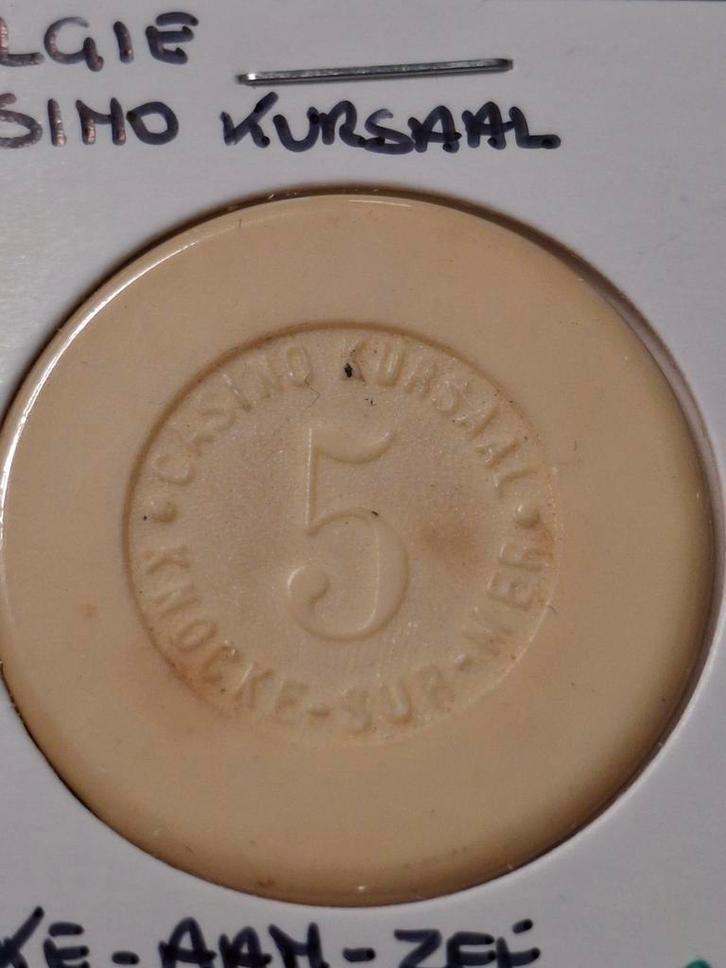 LGIE
SINO KURSAAL
• CASINO KURSAAL •
5
KNOCKE-SUR-MER
KE-AAN-ZEE